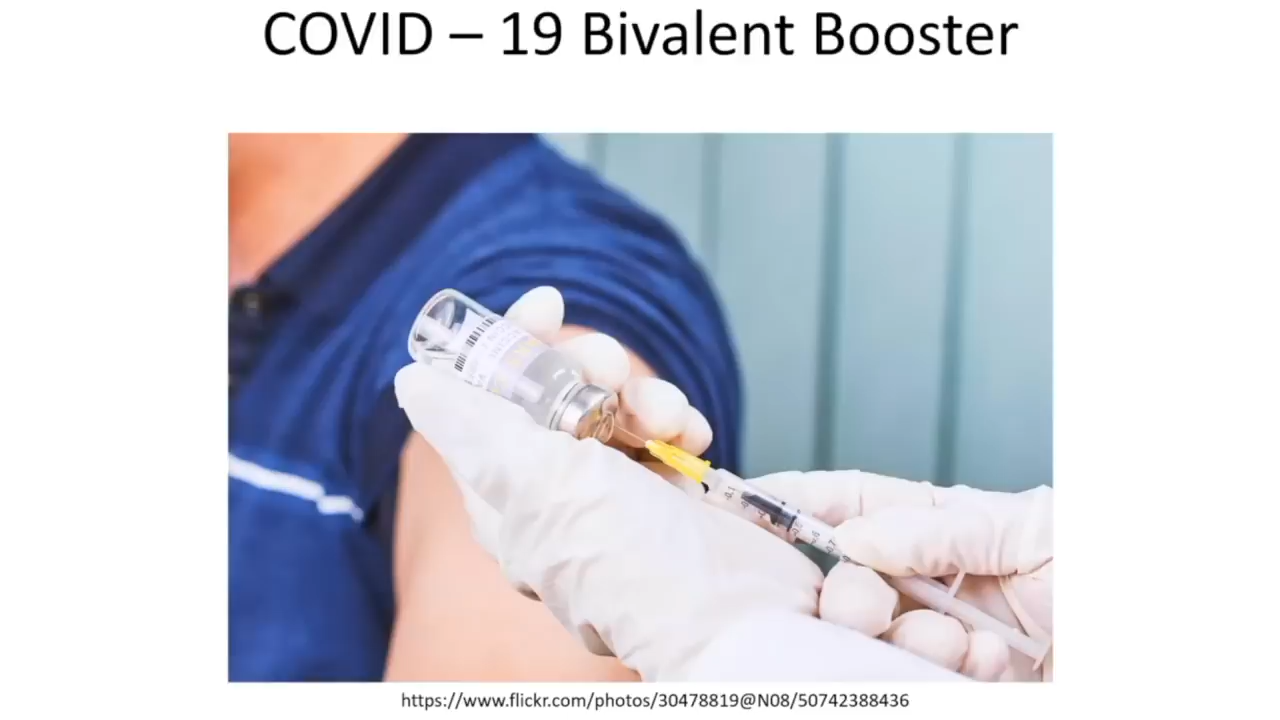 COVID – 19 Bivalent Booster
https://www.flickr.com/photos/30478819@N08/50742388436